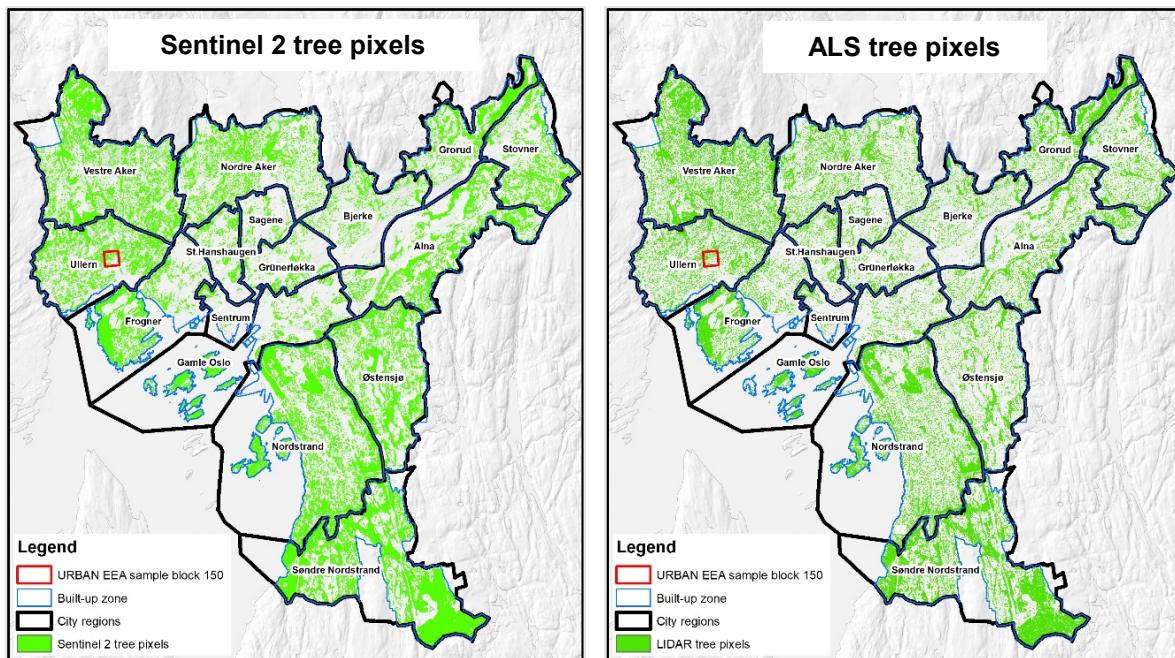 Sentinel 2 tree pixels
Grorud
Stovner
Vestre Aker
Nordre Aker
Sagene
Bjerke
Alna
St.Hanshaugen
Ullern
Grünerløkka
Frogner
Sentrum
Gamle Oslo
Østensjø
Nordstrand
Søndre Nordstrand
Legend
URBAN EEA sample block 150
Built-up zone
City regions
Sentinel 2 tree pixels
ALS tree pixels
Grorud
Stovner
Vestre Aker
Nordre Aker
Sagene
Bjerke
Alna
St.Hanshaugen
Ullern
Grünerløkka
Frogner
Sentrum
Gamle Oslo
Østensjø
Nordstrand
Søndre Nordstrand
Legend
URBAN EEA sample block 150
Built-up zone
City regions
LIDAR tree pixels